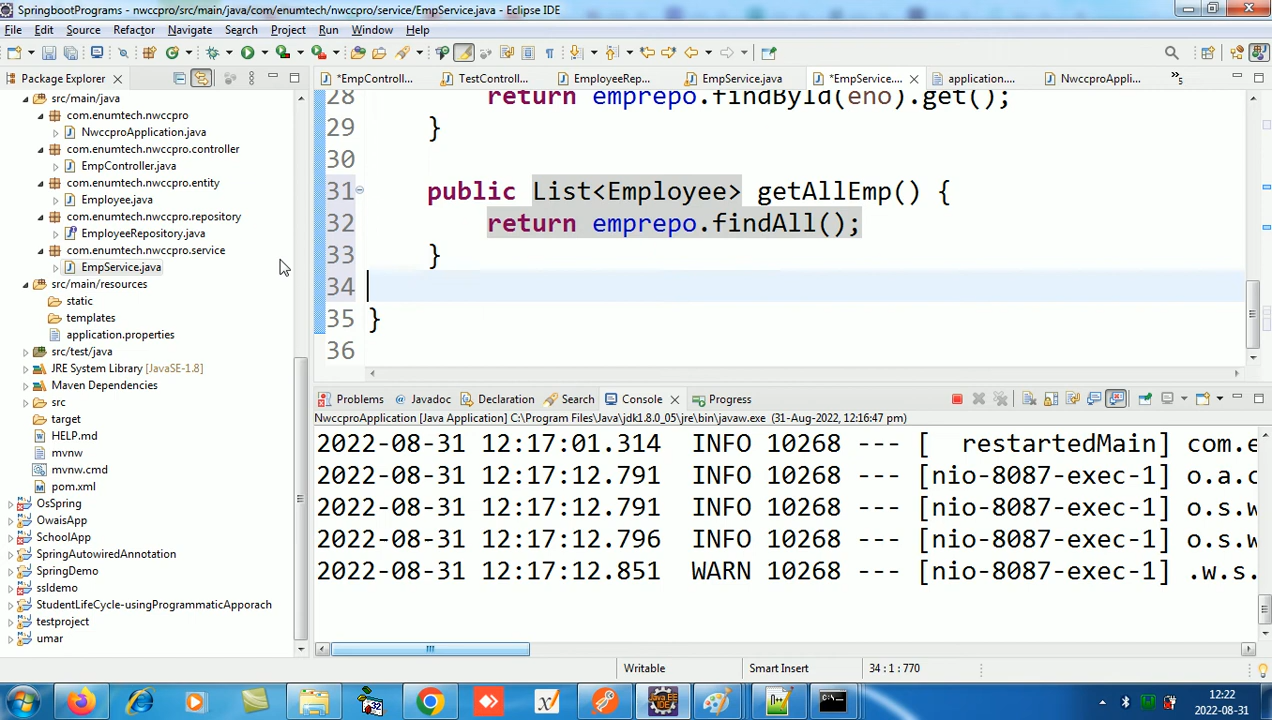 SpringbootPrograms - nwccpro/src/main/java/com/enumtech/nwccpro/service/EmpService.java - Eclipse IDE
File Edit Source Refactor Navigate Search Project Run Window Help
Package Explorer
*EmpControll... TestControll... EmployeeRep... EmpService.java *EmpService.... application.... NwccproAppli... »5
src/main/java
com.enumtech.nwccpro
NwccproApplication.java
com.enumtech.nwccpro.controller
EmpController.java
com.enumtech.nwccpro.entity
Employee.java
com.enumtech.nwccpro.repository
EmployeeRepository.java
com.enumtech.nwccpro.service
EmpService.java
src/main/resources
static
templates
application.properties
src/test/java
JRE System Library [JavaSE-1.8]
Maven Dependencies
src
target
HELP.md
mvnw
mvnw.cmd
pom.xml
OsSpring
OwaisApp
SchoolApp
SpringAutowiredAnnotation
SpringDemo
ssldemo
StudentLifeCycle-usingProgrammaticApporach
testproject
umar
28 return emprepo.findById(eno).get();
29 }
30
31 public List<Employee> getAllEmp() {
32 return emprepo.findAll();
33 }
34
35 }
36
Problems @ Javadoc Declaration Search Console Progress
NwccproApplication [Java Application] C:\Program Files\Java\jdk1.8.0_05\jre\bin\javaw.exe (31-Aug-2022, 12:16:47 pm)
2022-08-31 12:17:01.314 INFO 10268 --- [ restartedMain] com.e
2022-08-31 12:17:12.791 INFO 10268 --- [nio-8087-exec-1] o.a.c
2022-08-31 12:17:12.791 INFO 10268 --- [nio-8087-exec-1] o.s.w
2022-08-31 12:17:12.796 INFO 10268 --- [nio-8087-exec-1] o.s.w
2022-08-31 12:17:12.851 WARN 10268 --- [nio-8087-exec-1] .w.s.
Writable Smart Insert 34 : 1 : 770
12:22
2022-08-31